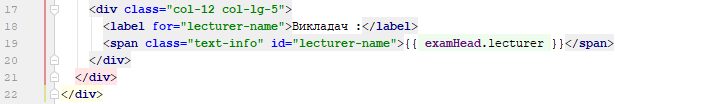 17 <div class="col-12 col-lg-5">
18 <label for="lecturer-name">Викладач :</label>
19 <span class="text-info" id="lecturer-name">{{ examHead.lecturer }}</span>
20 </div>
21 </div>
22 </div>